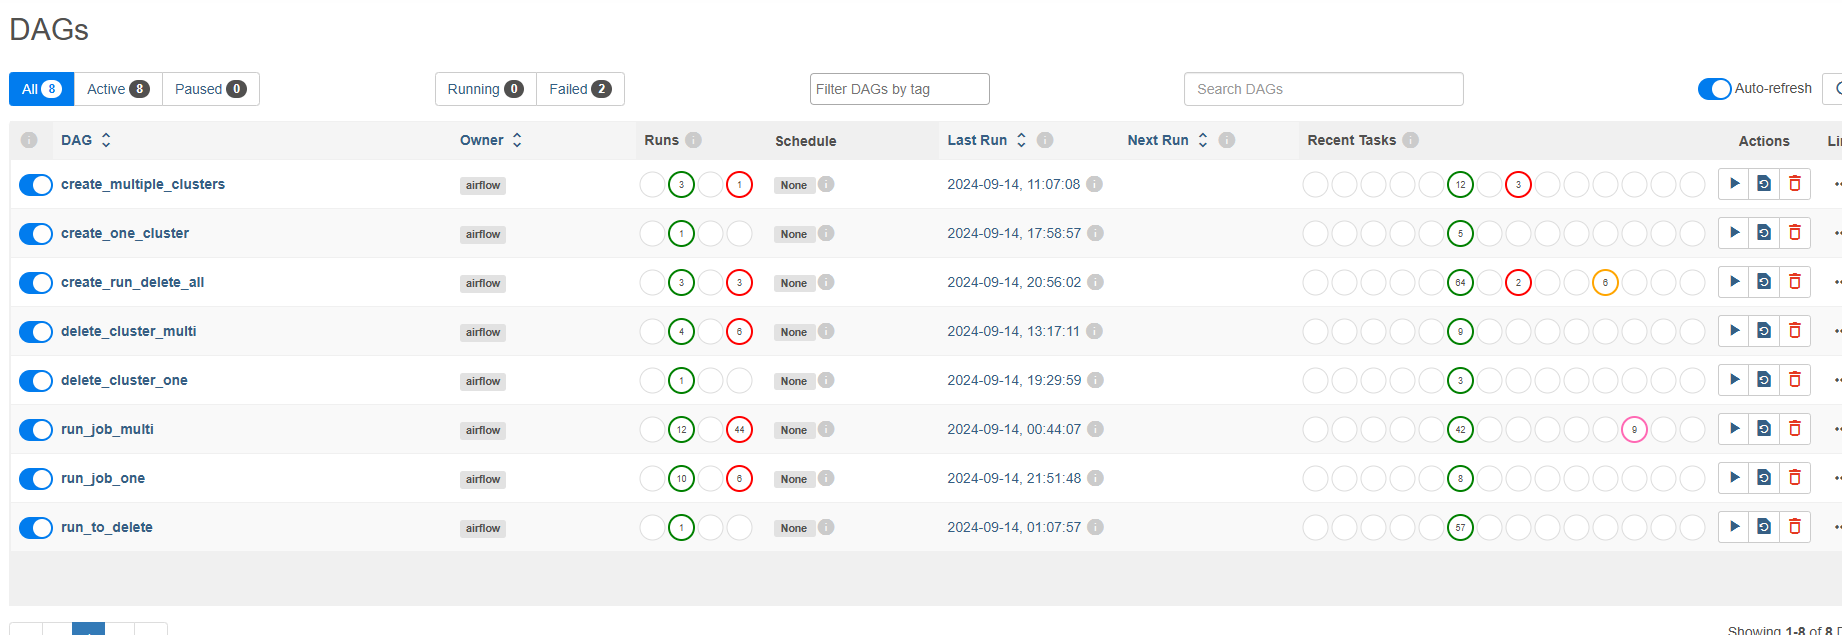 DAGs
All 8 Active 8 Paused 0 Running 0 Failed 2 Filter DAGs by tag Search DAGs Auto-refresh
DAG Owner Runs Schedule Last Run Next Run Recent Tasks Actions
create_multiple_clusters airflow 3 1 None 2024-09-14, 11:07:08 12 3
create_one_cluster airflow 1 None 2024-09-14, 17:58:57 5
create_run_delete_all airflow 3 3 None 2024-09-14, 20:56:02 64 2 6
delete_cluster_multi airflow 4 6 None 2024-09-14, 13:17:11 9
delete_cluster_one airflow 1 None 2024-09-14, 19:29:59 3
run_job_multi airflow 12 44 None 2024-09-14, 00:44:07 42 9
run_job_one airflow 10 6 None 2024-09-14, 21:51:48 8
run_to_delete airflow 1 None 2024-09-14, 01:07:57 57
Showing 1-8 of 8